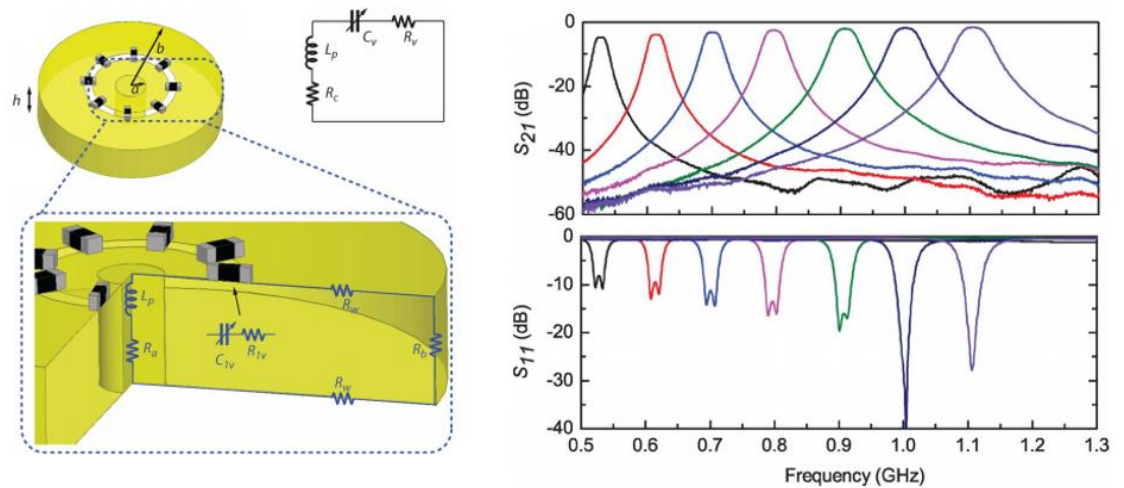 b
a
h
C_v
R_v
L_p
R_c
L_p
R_a
R_w
C_1v
R_1v
R_b
R_w
0
-20
-40
-60
S_21 (dB)
0
-10
-20
-30
-40
S_11 (dB)
0.5 0.6 0.7 0.8 0.9 1.0 1.1 1.2 1.3
Frequency (GHz)